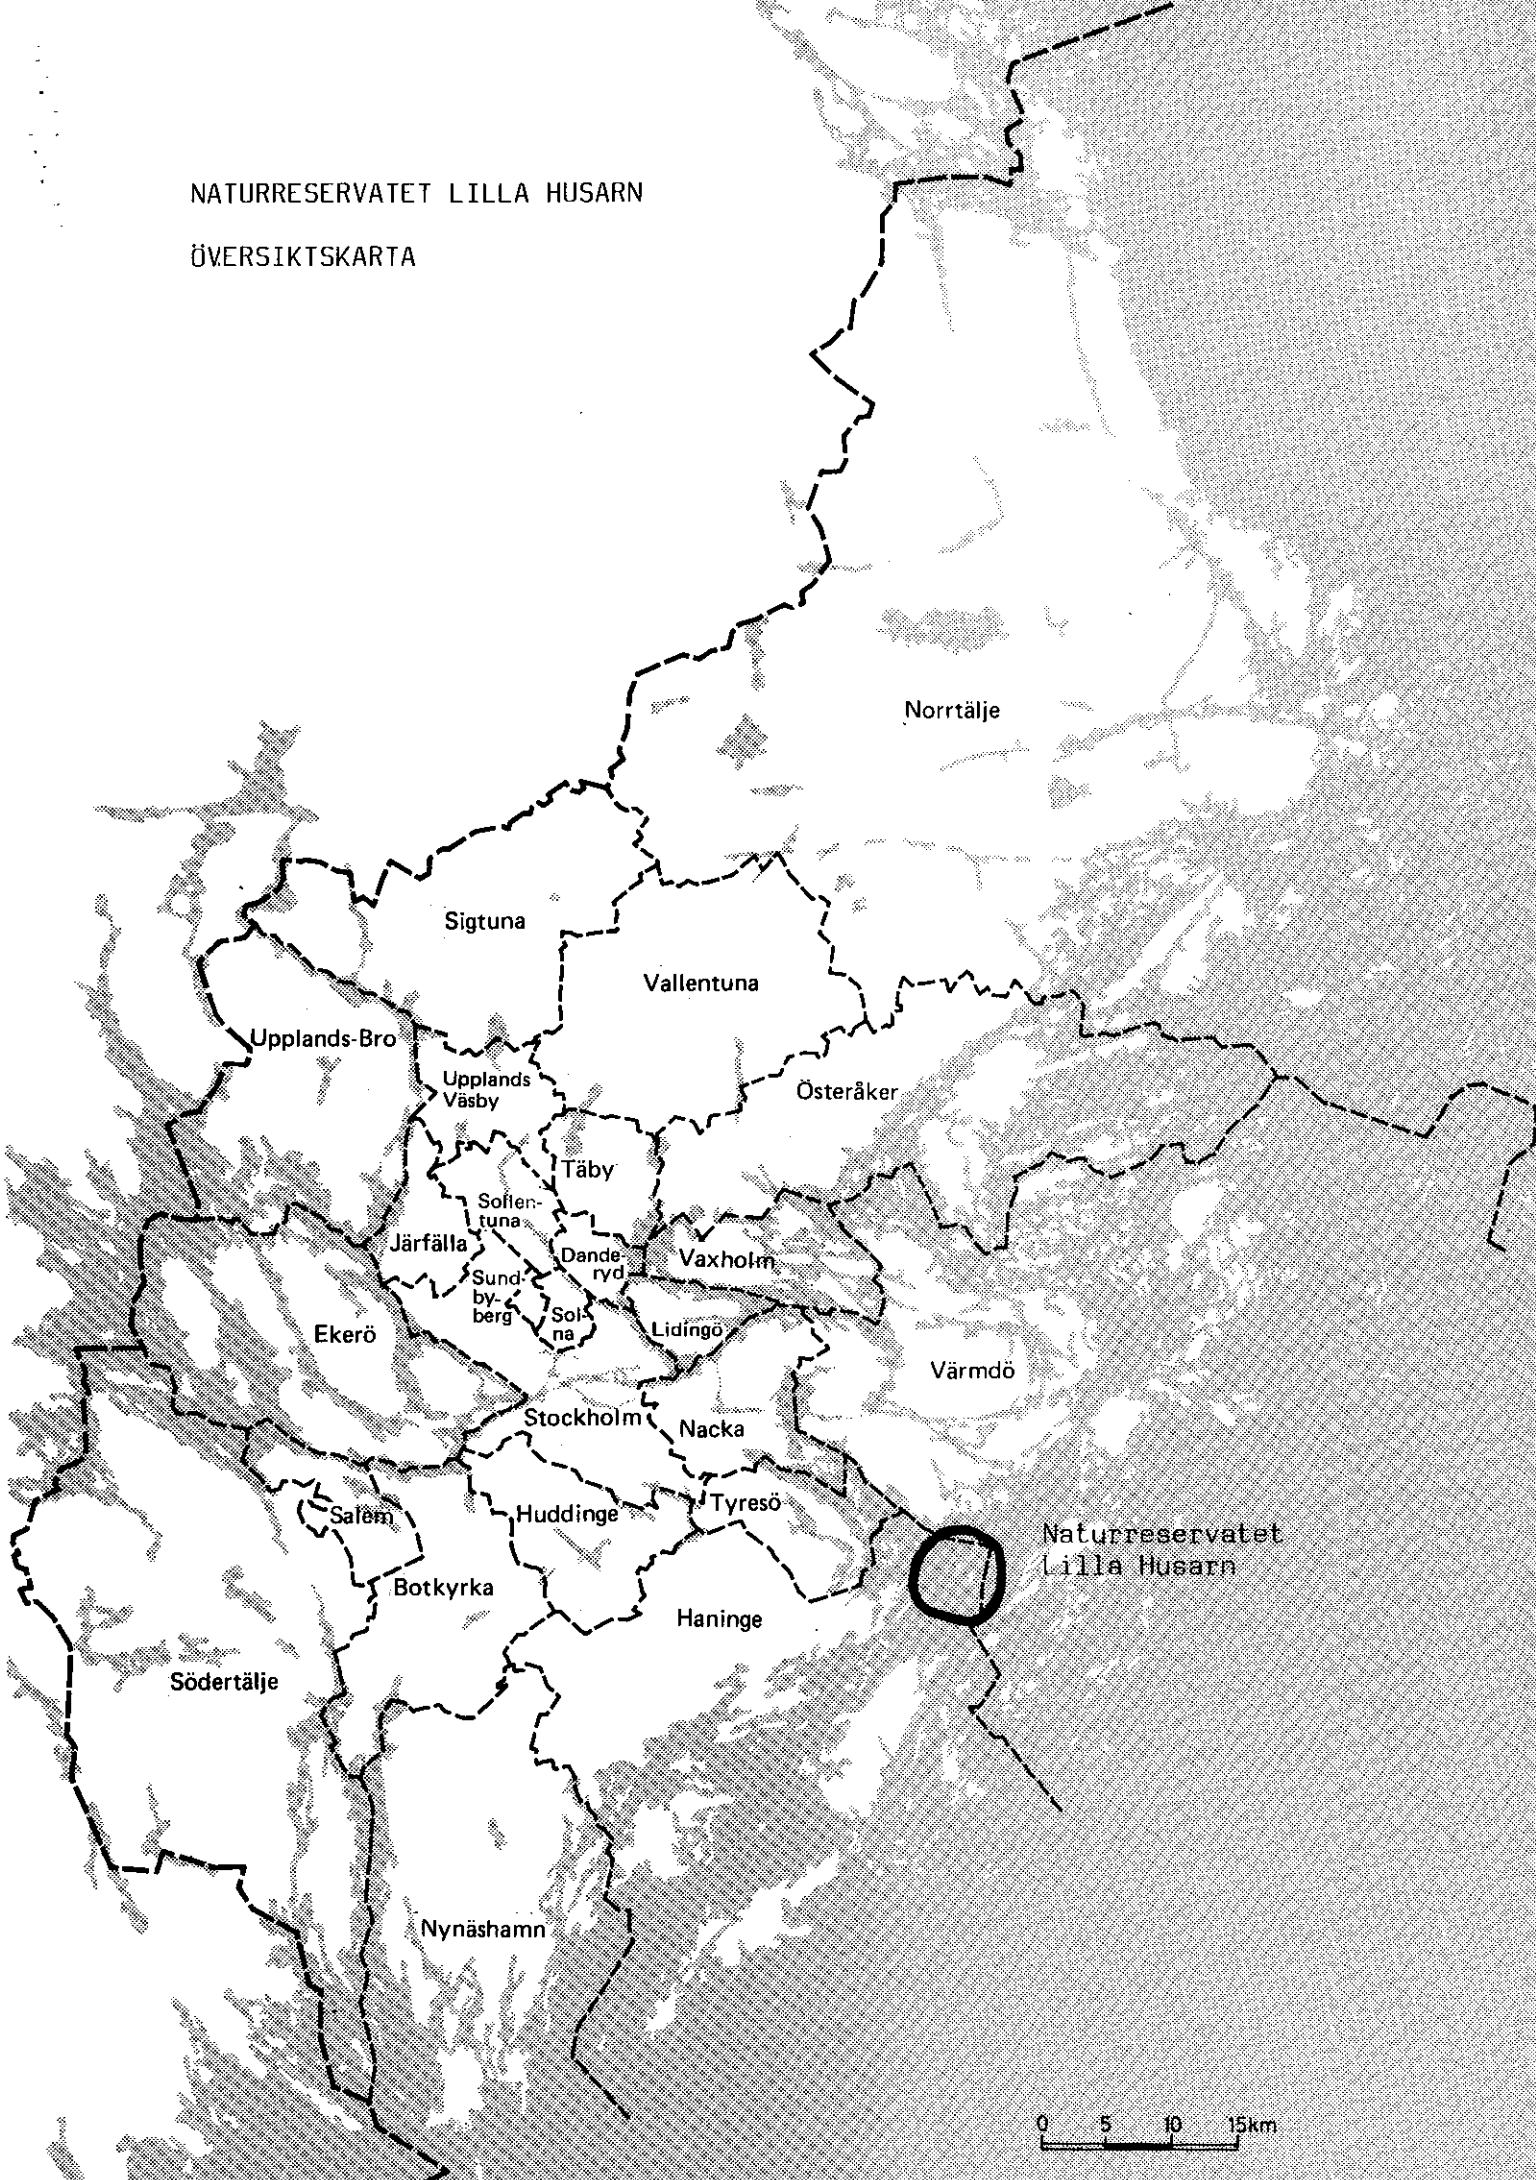 NATURRESERVATET LILLA HUSARN
ÖVERSIKTSKARTA
Norrtälje
Sigtuna
Vallentuna
Upplands-Bro
Upplands
Väsby
Österåker
Täby
Sollen-
tuna
Järfälla
Dande-
ryd
Vaxholm
Sund-
by-
berg
Sol-
na
Lidingö
Ekerö
Värmdö
Stockholm
Nacka
Salem
Huddinge
Tyresö
Naturreservatet
Lilla Husarn
Botkyrka
Haninge
Södertälje
Nynäshamn
0 5 10 15km